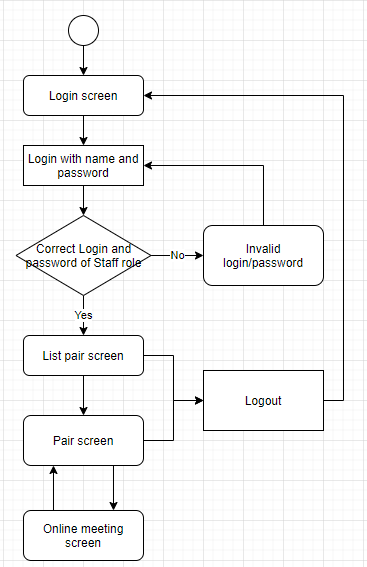 Login screen
Login with name and
password
Correct Login and
password of Staff role
No
Invalid
login/password
Yes
List pair screen
Logout
Pair screen
Online meeting
screen